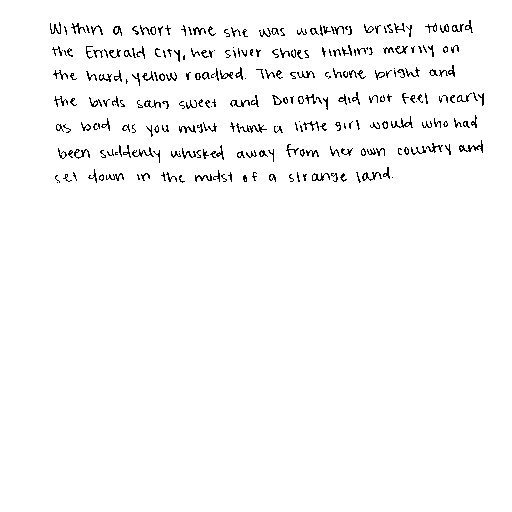 Within a short time she was walking briskly toward
the Emerald City, her silver shoes tinkling merrily on
the hard, yellow roadbed. The sun shone bright and
the birds sang sweet and Dorothy did not feel nearly
as bad as you might think a little girl would who had
been suddenly whisked away from her own country and
set down in the midst of a strange land.